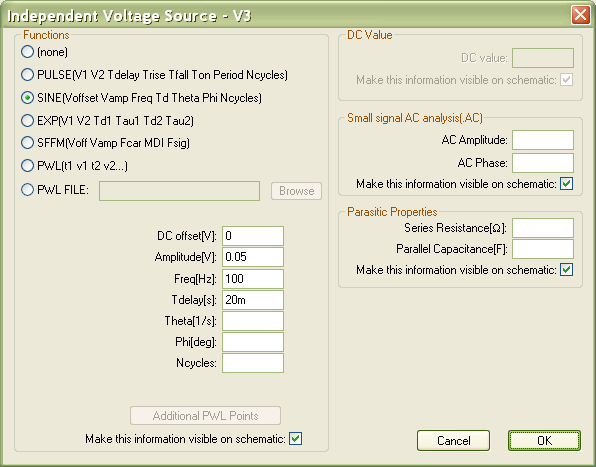 Independent Voltage Source - V3
Functions
(none)
PULSE(V1 V2 Tdelay Trise Tfall Ton Period Ncycles)
SINE(Voffset Vamp Freq Td Theta Phi Ncycles)
EXP(V1 V2 Td1 Tau1 Td2 Tau2)
SFFM(Voff Vamp Fcar MDI Fsig)
PWL(t1 v1 t2 v2...)
PWL FILE: Browse
DC offset[V]: 0
Amplitude[V]: 0.05
Freq[Hz]: 100
Tdelay[s]: 20m
Theta[1/s]:
Phi[deg]:
Ncycles:
Additional PWL Points
Make this information visible on schematic:
DC Value
DC value:
Make this information visible on schematic:
Small signal AC analysis(.AC)
AC Amplitude:
AC Phase:
Make this information visible on schematic:
Parasitic Properties
Series Resistance[Ω]:
Parallel Capacitance[F]:
Make this information visible on schematic:
Cancel OK